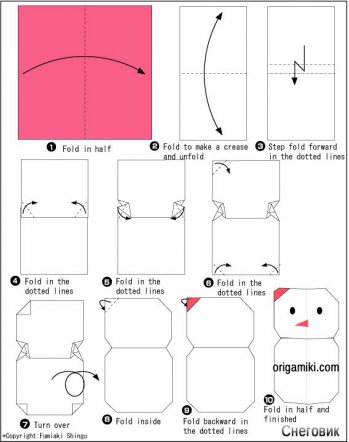 1 Fold in half
2 Fold to make a crease
and unfold
3 Step fold forward
in the dotted lines
4 Fold in the
dotted lines
5 Fold in the
dotted lines
6 Fold in the
dotted lines
7 Turn over
8 Fold inside
9 Fold backward in
the dotted lines
origamiki.com
10 Fold in half and
finished
*Copyright:Fumiaki Shingu
Снеговик